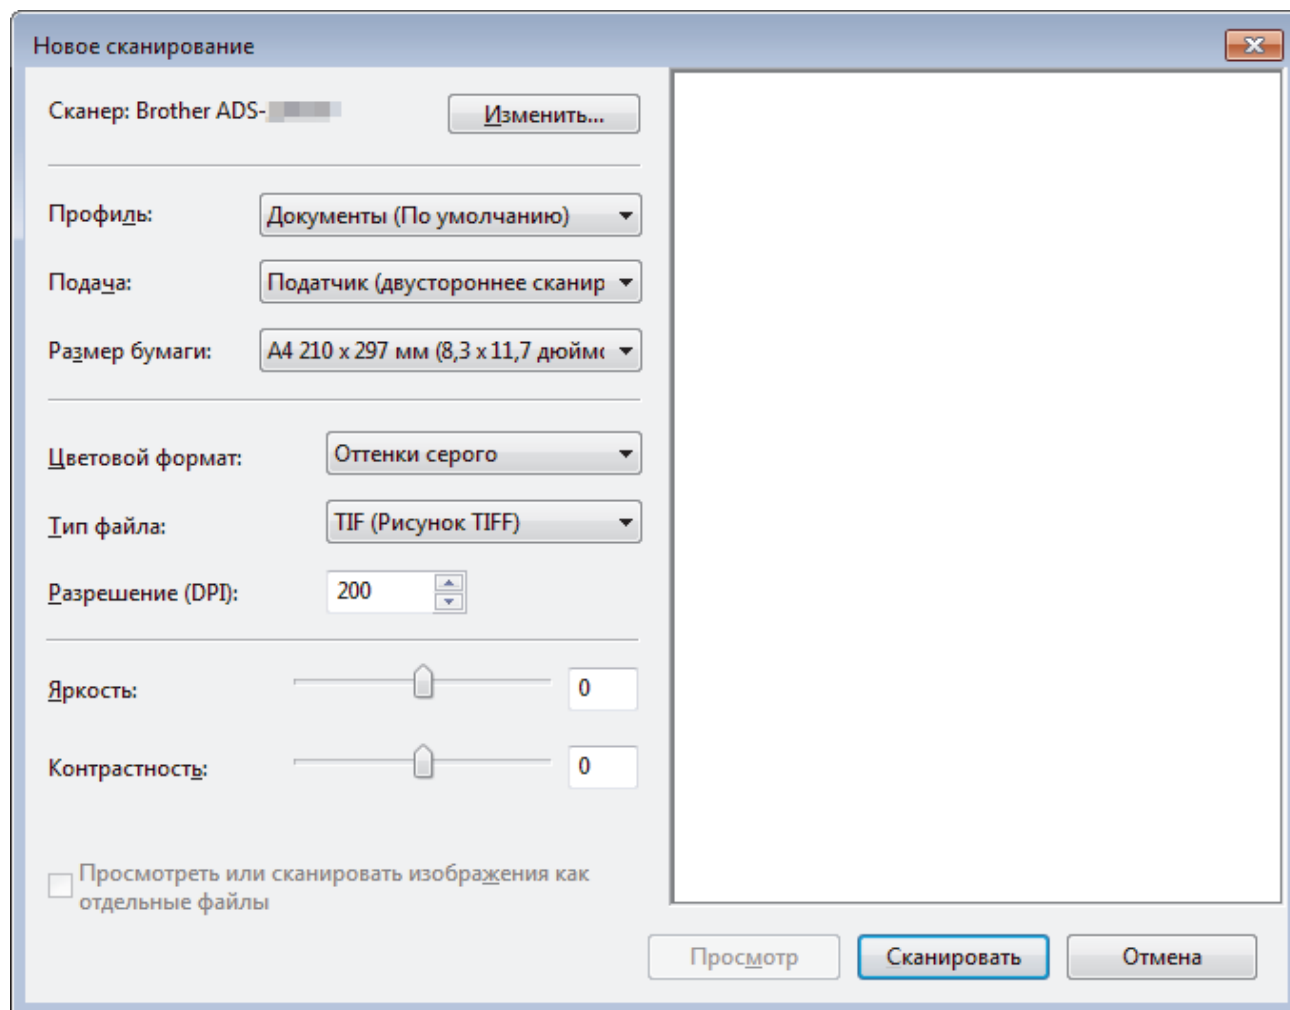 Новое сканирование
Сканер: Brother ADS-
Изменить...
Профиль:
Документы (По умолчанию)
Подача:
Податчик (двустороннее сканир
Размер бумаги:
A4 210 x 297 мм (8,3 x 11,7 дюймо
Цветовой формат:
Оттенки серого
Тип файла:
TIF (Рисунок TIFF)
Разрешение (DPI):
200
Яркость:
0
Контрастность:
0
Просмотреть или сканировать изображения как
отдельные файлы
Просмотр
Сканировать
Отмена